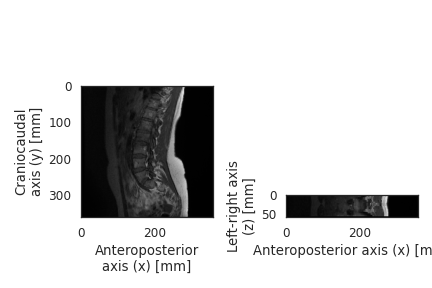 0
100
200
300
Craniocaudal
axis (y) [mm]
0
200
Anteroposterior
axis (x) [mm]
Left-right axis
(z) [mm]
0
50
0
200
Anteroposterior axis (x) [m